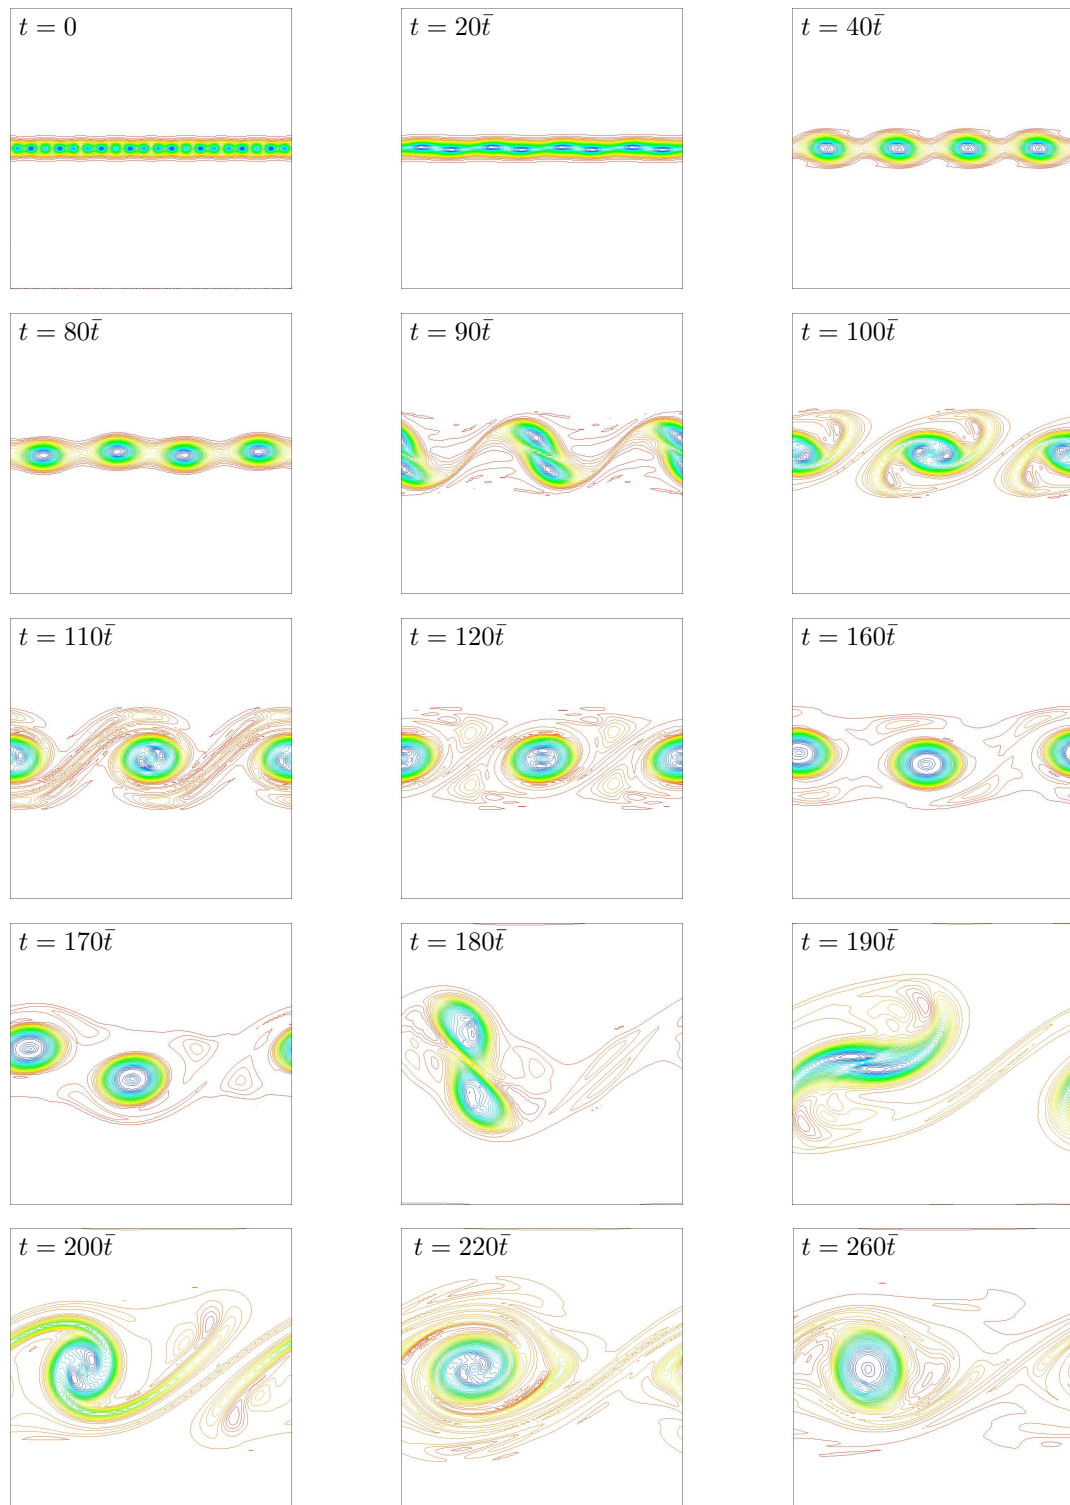 t = 0
t = 20t̄
t = 40t̄
t = 80t̄
t = 90t̄
t = 100t̄
t = 110t̄
t = 120t̄
t = 160t̄
t = 170t̄
t = 180t̄
t = 190t̄
t = 200t̄
t = 220t̄
t = 260t̄